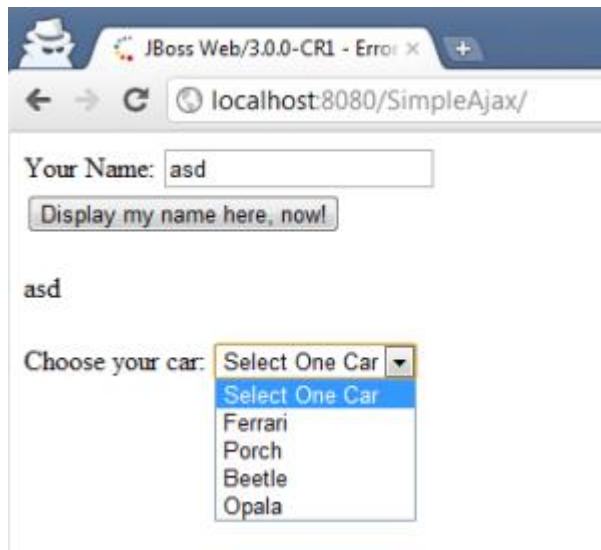 JBoss Web/3.0.0-CR1 - Error
localhost:8080/SimpleAjax/
Your Name: asd
Display my name here, now!
asd
Choose your car: Select One Car
Select One Car
Ferrari
Porch
Beetle
Opala